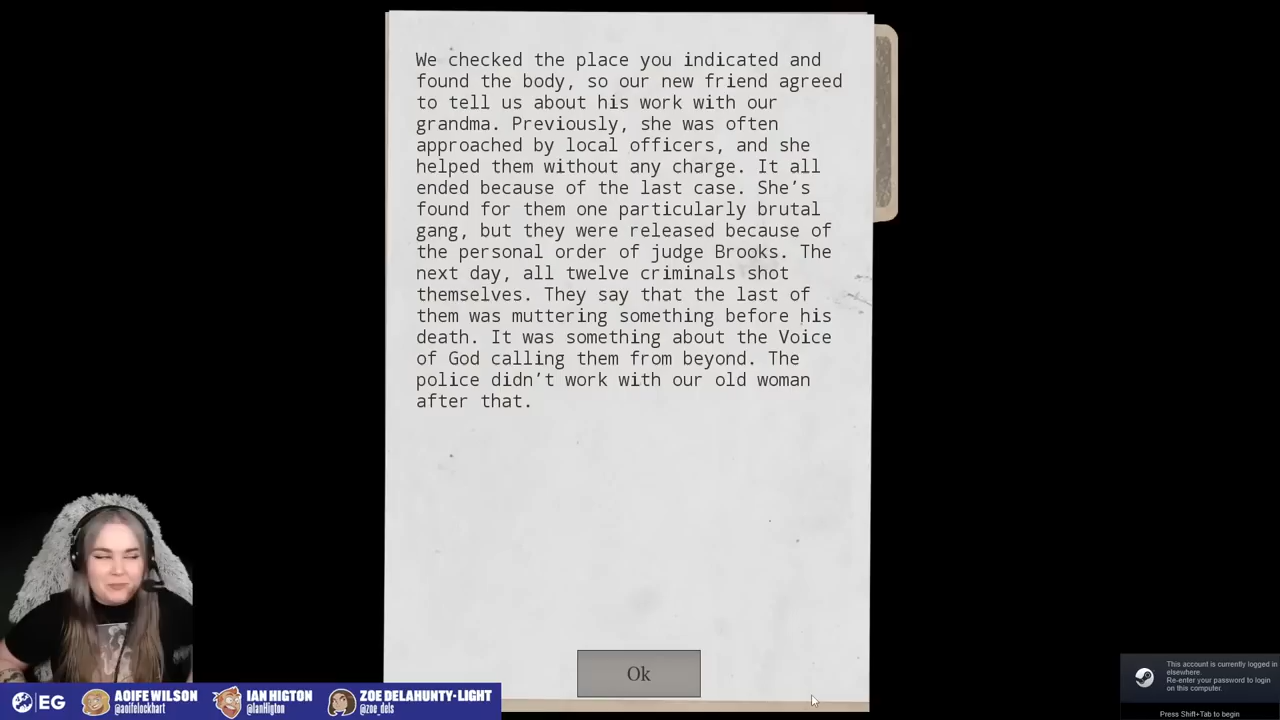 We checked the place you indicated and
found the body, so our new friend agreed
to tell us about his work with our
grandma. Previously, she was often
approached by local officers, and she
helped them without any charge. It all
ended because of the last case. She's
found for them one particularly brutal
gang, but they were released because of
the personal order of judge Brooks. The
next day, all twelve criminals shot
themselves. They say that the last of
them was muttering something before his
death. It was something about the Voice
of God calling them from beyond. The
police didn't work with our old woman
after that.
Ok
EG
AOIFE WILSON
@aoifelockhart
IAN HIGTON
@IanHigton
ZOE DELAHUNTY-LIGHT
@zoe_dels
This account is currently logged in
elsewhere.
Re-enter your password to login
on this computer.
Press Shift+Tab to begin